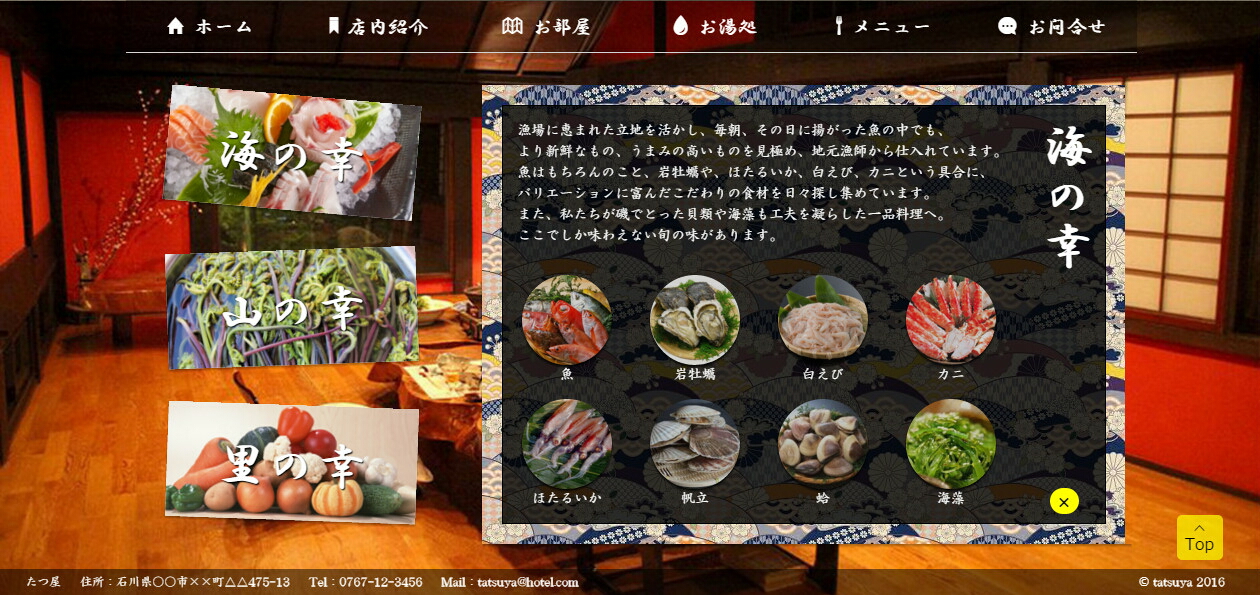 ホーム 店内紹介 お部屋 お湯処 メニュー お問合せ
海の幸
山の幸
里の幸
海の幸
漁場に恵まれた立地を活かし、毎朝、その日に揚がった魚の中でも、
より新鮮なもの、うまみの高いものを見極め、地元漁師から仕入れています。
魚はもちろんのこと、岩牡蠣や、ほたるいか、白えび、カニという具合に、
バリエーションに富んだこだわりの食材を日々探し集めています。
また、私たちが磯でとった貝類や海藻も工夫を凝らした一品料理へ。
ここでしか味わえない旬の味があります。
魚 岩牡蠣 白えび カニ
ほたるいか 帆立 蛤 海藻
×
Top
たつ屋 住所：石川県〇〇市××町△△475-13 Tel：0767-12-3456 Mail：tatsuya@hotel.com © tatsuya 2016